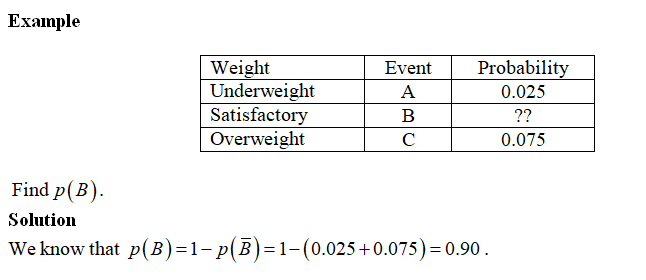 Example
Weight Event Probability
Underweight A 0.025
Satisfactory B ??
Overweight C 0.075
Find p(B).
Solution
We know that p(B)=1−p(B̅)=1−(0.025+0.075)=0.90.